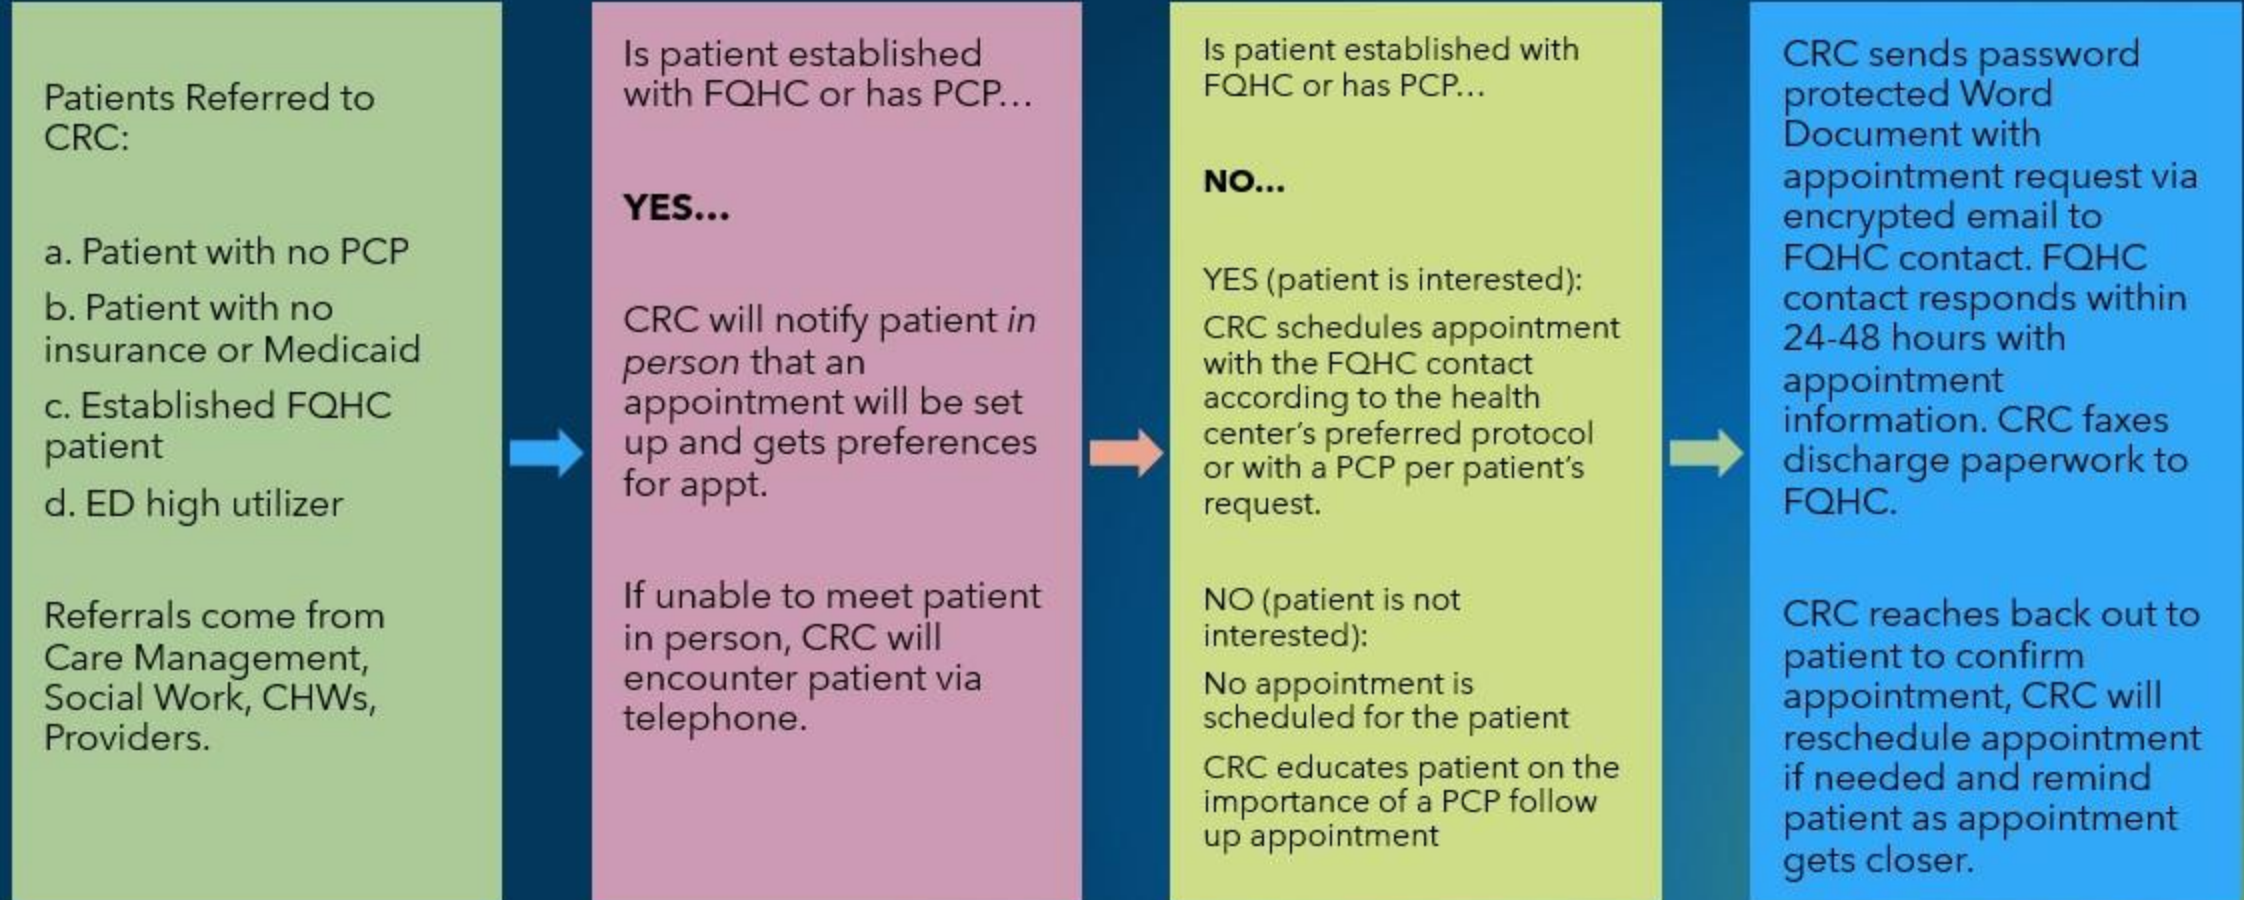 Patients Referred to
CRC:
a. Patient with no PCP
b. Patient with no
insurance or Medicaid
c. Established FQHC
patient
d. ED high utilizer
Referrals come from
Care Management,
Social Work, CHWs,
Providers.
Is patient established
with FQHC or has PCP...
YES...
CRC will notify patient in
person that an
appointment will be set
up and gets preferences
for appt.
If unable to meet patient
in person, CRC will
encounter patient via
telephone.
Is patient established with
FQHC or has PCP...
NO...
YES (patient is interested):
CRC schedules appointment
with the FQHC contact
according to the health
center's preferred protocol
or with a PCP per patient's
request.
NO (patient is not
interested):
No appointment is
scheduled for the patient
CRC educates patient on the
importance of a PCP follow
up appointment
CRC sends password
protected Word
Document with
appointment request via
encrypted email to
FQHC contact. FQHC
contact responds within
24-48 hours with
appointment
information. CRC faxes
discharge paperwork to
FQHC.
CRC reaches back out to
patient to confirm
appointment, CRC will
reschedule appointment
if needed and remind
patient as appointment
gets closer.